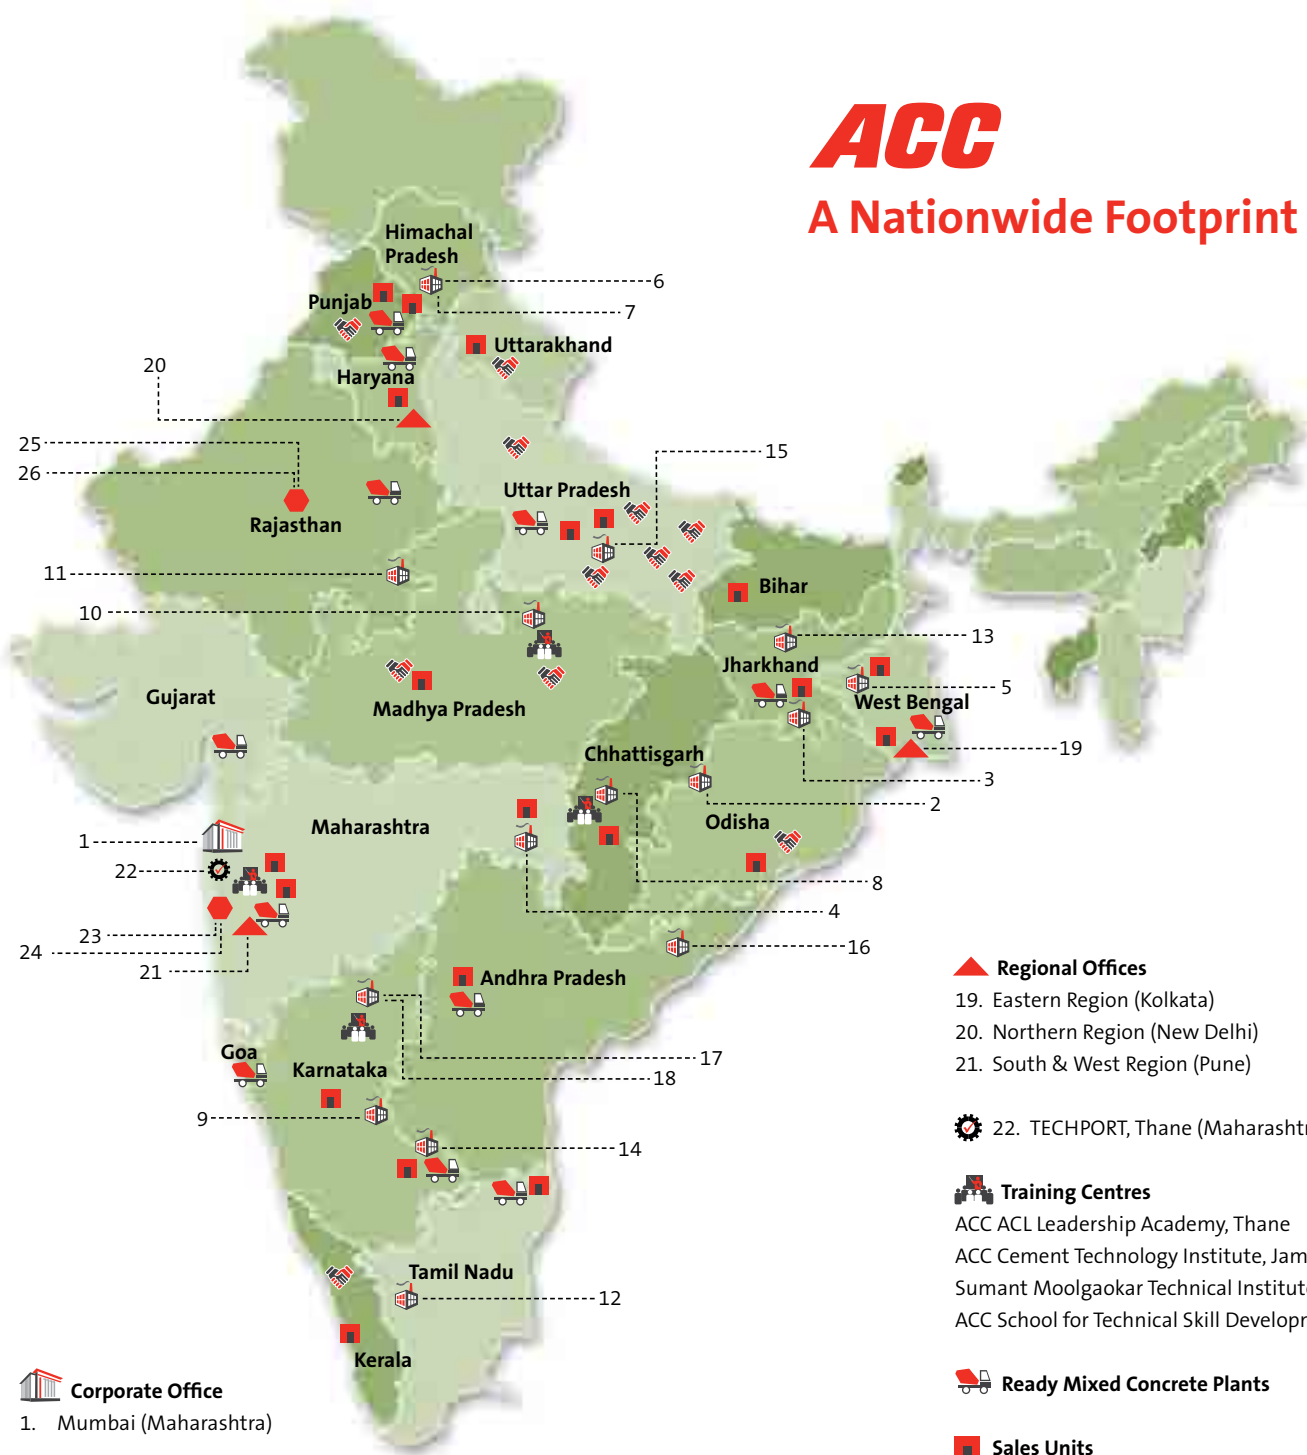 ACC
A Nationwide Footprint
Himachal
Pradesh
6
7
Punjab
Uttarakhand
20
Haryana
25
26
15
Uttar Pradesh
Rajasthan
11
10
Bihar
13
Jharkhand
5
West Bengal
Gujarat
Madhya Pradesh
19
Chhattisgarh
3
2
Odisha
Maharashtra
1
22
8
4
23
24
21
16
Andhra Pradesh
17
18
Goa
Karnataka
9
14
Tamil Nadu
12
Kerala
Corporate Office
1. Mumbai (Maharashtra)
Regional Offices
19. Eastern Region (Kolkata)
20. Northern Region (New Delhi)
21. South & West Region (Pune)
22. TECHPORT, Thane (Maharasht
Training Centres
ACC ACL Leadership Academy, Thane
ACC Cement Technology Institute, Jam
Sumant Moolgaokar Technical Institut
ACC School for Technical Skill Develop
Ready Mixed Concrete Plants
Sales Units